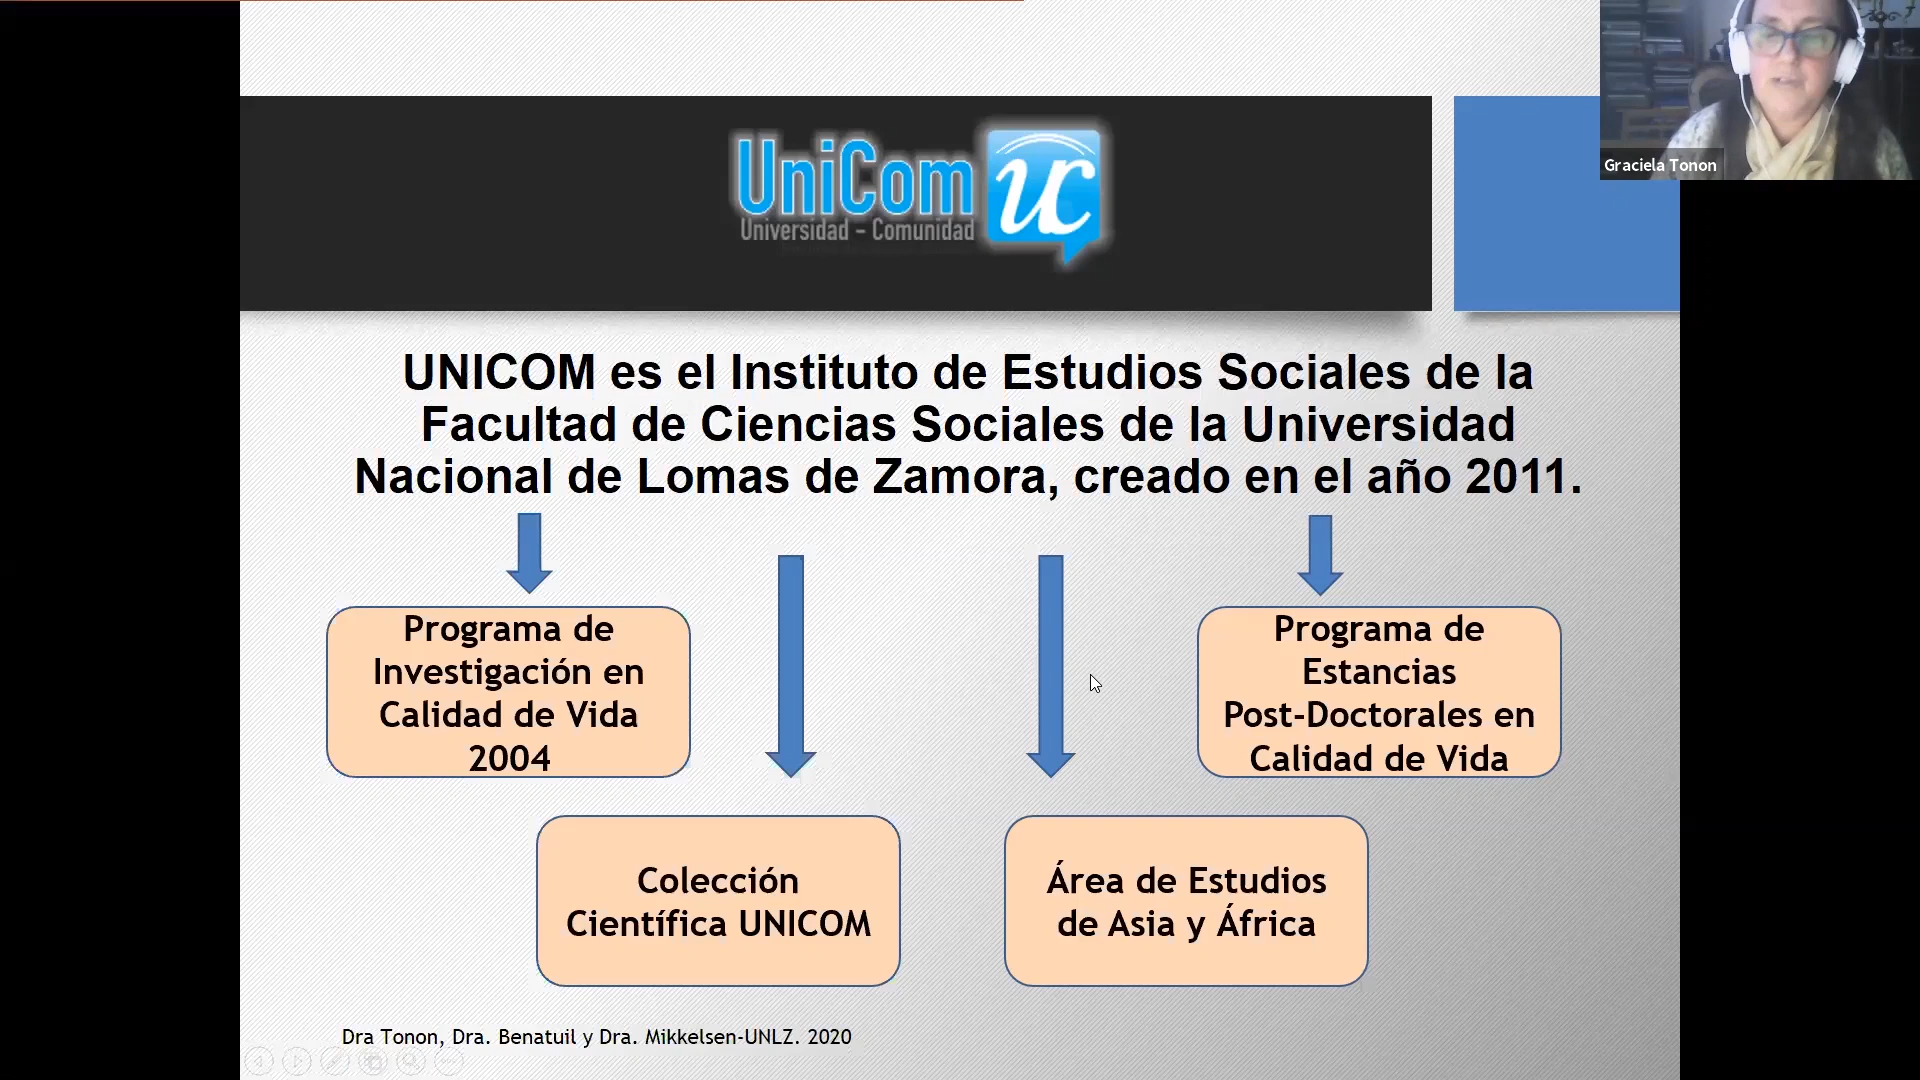 UniCom
Universidad - Comunidad
uc
Graciela Tonon
UNICOM es el Instituto de Estudios Sociales de la
Facultad de Ciencias Sociales de la Universidad
Nacional de Lomas de Zamora, creado en el año 2011.
Programa de
Investigación en
Calidad de Vida
2004
Programa de
Estancias
Post-Doctorales en
Calidad de Vida
Colección
Científica UNICOM
Área de Estudios
de Asia y África
Dra Tonon, Dra. Benatuil y Dra. Mikkelsen-UNLZ. 2020